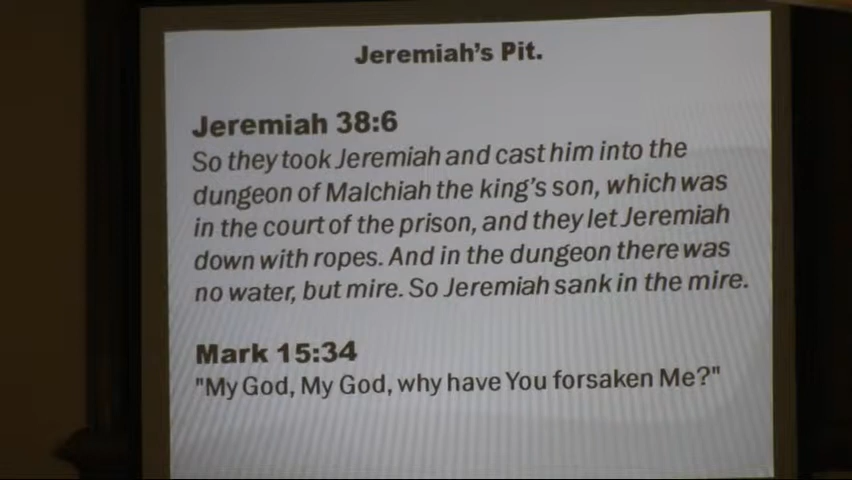 Jeremiah's Pit.
Jeremiah 38:6
So they took Jeremiah and cast him into the
dungeon of Malchiah the king's son, which was
in the court of the prison, and they let Jeremiah
down with ropes. And in the dungeon there was
no water, but mire. So Jeremiah sank in the mire.
Mark 15:34
"My God, My God, why have You forsaken Me?"